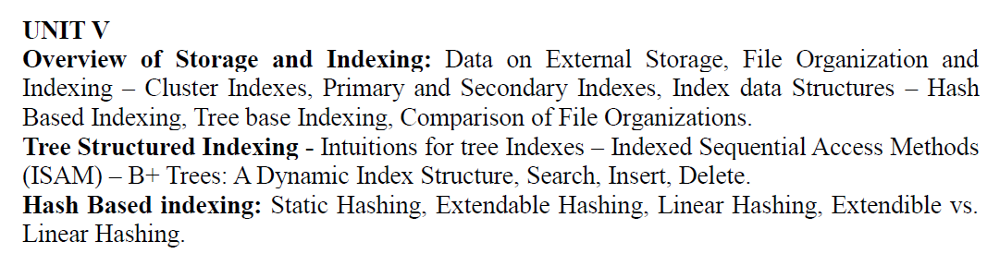 UNIT V
Overview of Storage and Indexing: Data on External Storage, File Organization and
Indexing – Cluster Indexes, Primary and Secondary Indexes, Index data Structures – Hash
Based Indexing, Tree base Indexing, Comparison of File Organizations.
Tree Structured Indexing - Intuitions for tree Indexes – Indexed Sequential Access Methods
(ISAM) – B+ Trees: A Dynamic Index Structure, Search, Insert, Delete.
Hash Based indexing: Static Hashing, Extendable Hashing, Linear Hashing, Extendible vs.
Linear Hashing.